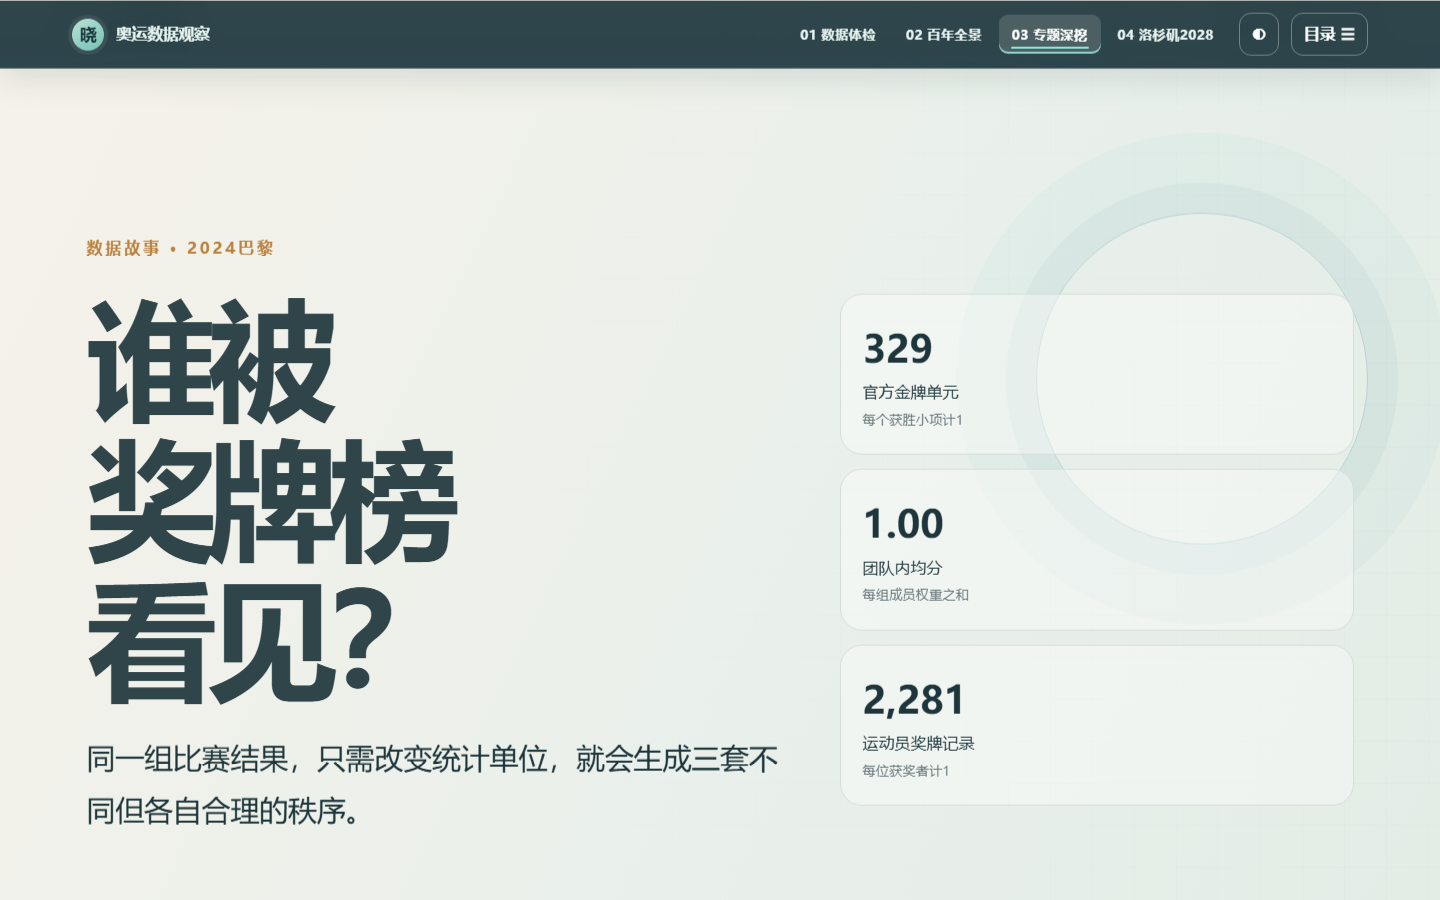 晓 奥运数据观察 01 数据体检 02 百年全景 03 专题深挖 04 洛杉矶2028 目录
数据故事 • 2024巴黎
谁被
奖牌榜
看见?
同一组比赛结果，只需改变统计单位，就会生成三套不
同但各自合理的秩序。
329
官方金牌单元
每个获胜小项计1
1.00
团队内均分
每组成员权重之和
2,281
运动员奖牌记录
每位获奖者计1